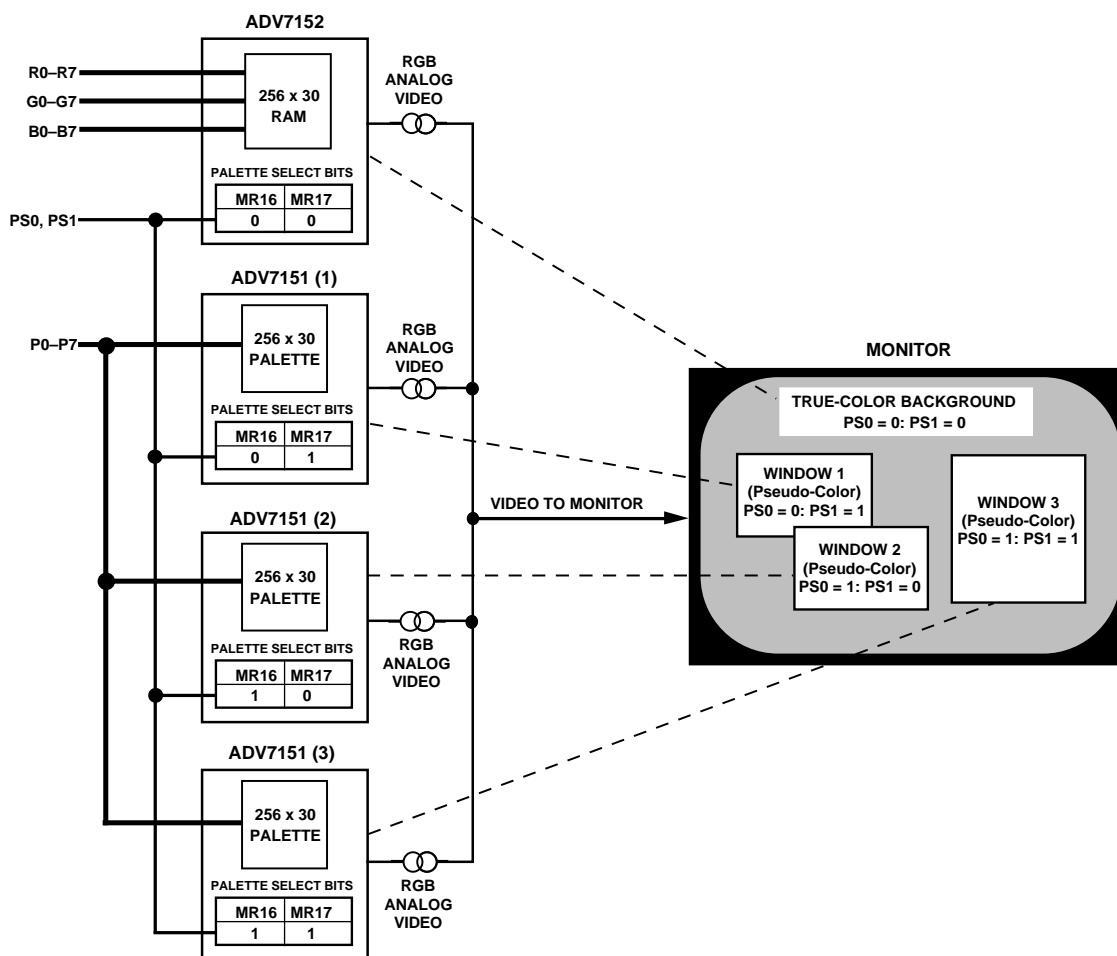 ADV7152
R0–R7
G0–G7
B0–B7
256 x 30
RAM
RGB
ANALOG
VIDEO
PALETTE SELECT BITS
MR16 MR17
0 0
PS0, PS1
ADV7151 (1)
P0–P7
256 x 30
PALETTE
RGB
ANALOG
VIDEO
PALETTE SELECT BITS
MR16 MR17
0 1
ADV7151 (2)
256 x 30
PALETTE
RGB
ANALOG
VIDEO
PALETTE SELECT BITS
MR16 MR17
1 0
ADV7151 (3)
256 x 30
PALETTE
RGB
ANALOG
VIDEO
PALETTE SELECT BITS
MR16 MR17
1 1
VIDEO TO MONITOR
MONITOR
TRUE-COLOR BACKGROUND
PS0 = 0: PS1 = 0
WINDOW 1
(Pseudo-Color)
PS0 = 0: PS1 = 1
WINDOW 2
(Pseudo-Color)
PS0 = 1: PS1 = 0
WINDOW 3
(Pseudo-Color)
PS0 = 1: PS1 = 1